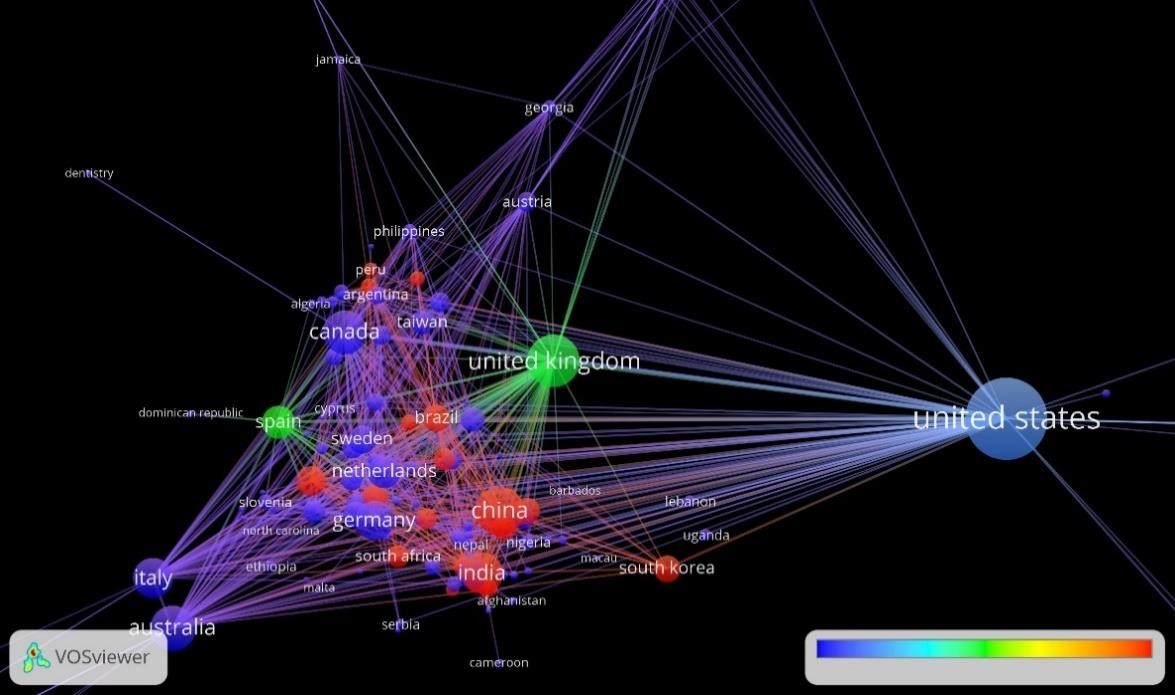 jamaica
georgia
dentistry
austria
philippines
peru
argentina
algeria
taiwan
canada
united kingdom
cyprus
dominican republic
spain
brazil
united states
sweden
netherlands
barbados
slovenia
lebanon
china
germany
north carolina
uganda
nepal
nigeria
south africa
macau
ethiopia
south korea
india
italy
malta
afghanistan
serbia
australia
VOSviewer
cameroon